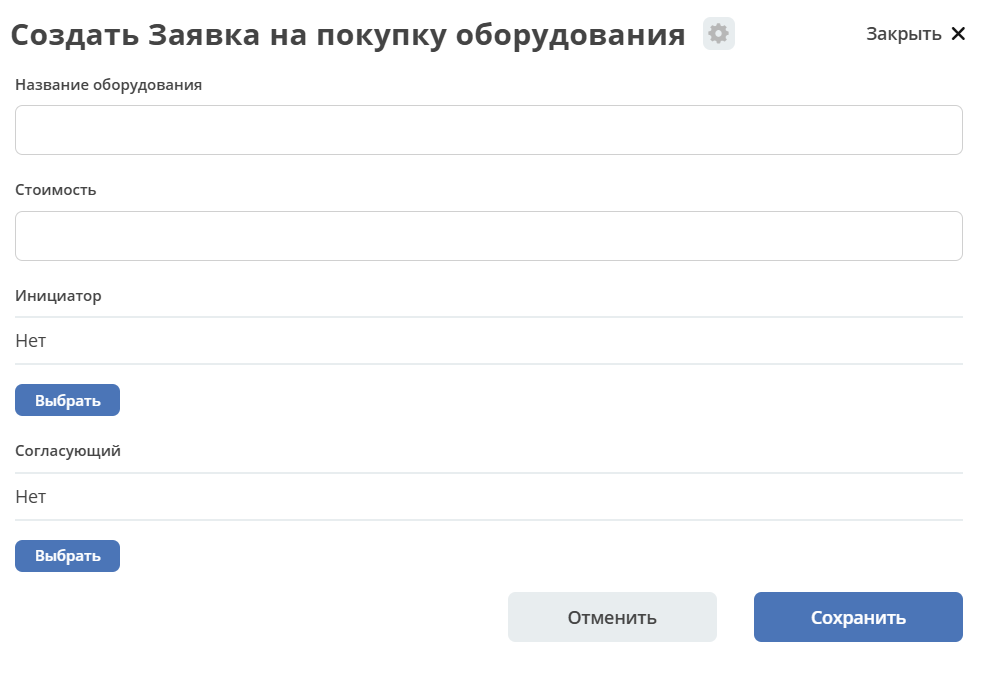 Создать Заявка на покупку оборудования
Закрыть
Название оборудования
Стоимость
Инициатор
Нет
Выбрать
Согласующий
Нет
Выбрать
Отменить
Сохранить